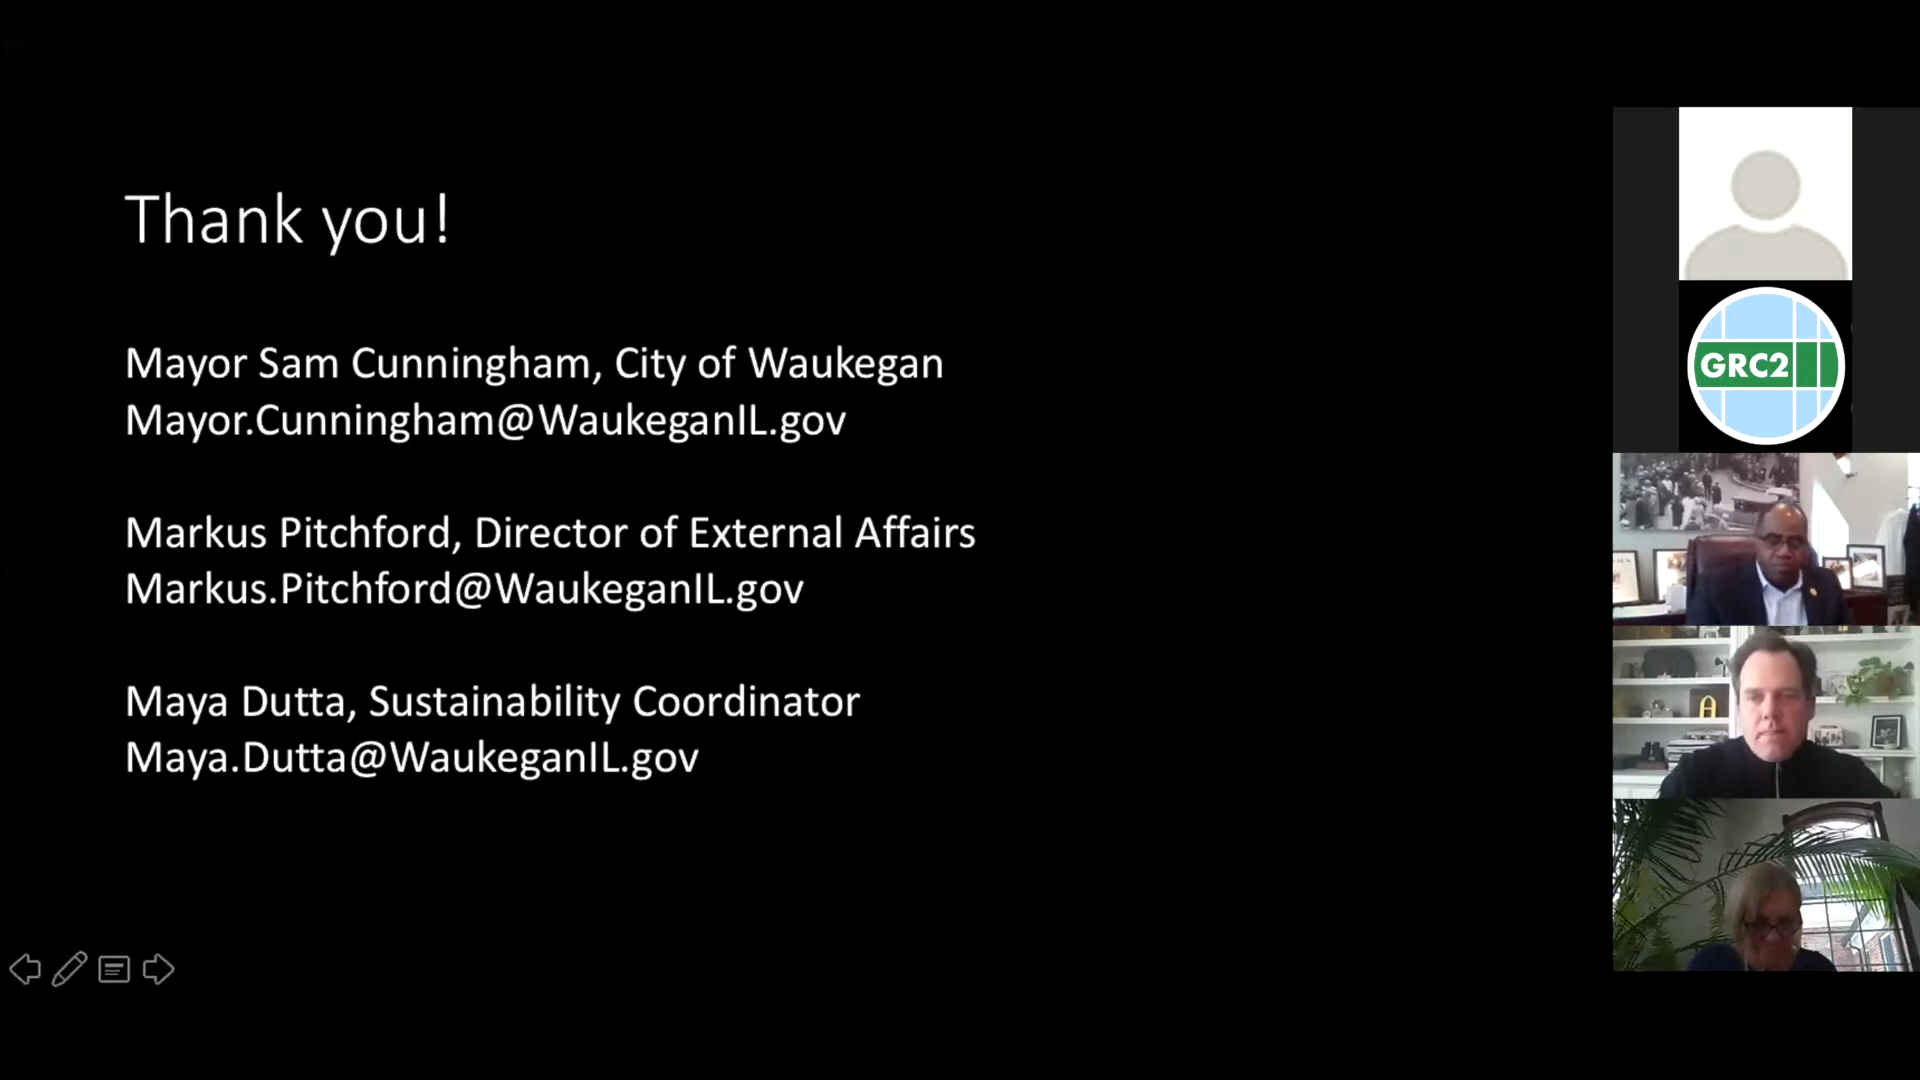 Thank you!
Mayor Sam Cunningham, City of Waukegan
Mayor.Cunningham@WaukeganIL.gov
Markus Pitchford, Director of External Affairs
Markus.Pitchford@WaukeganIL.gov
Maya Dutta, Sustainability Coordinator
Maya.Dutta@WaukeganIL.gov
GRC2